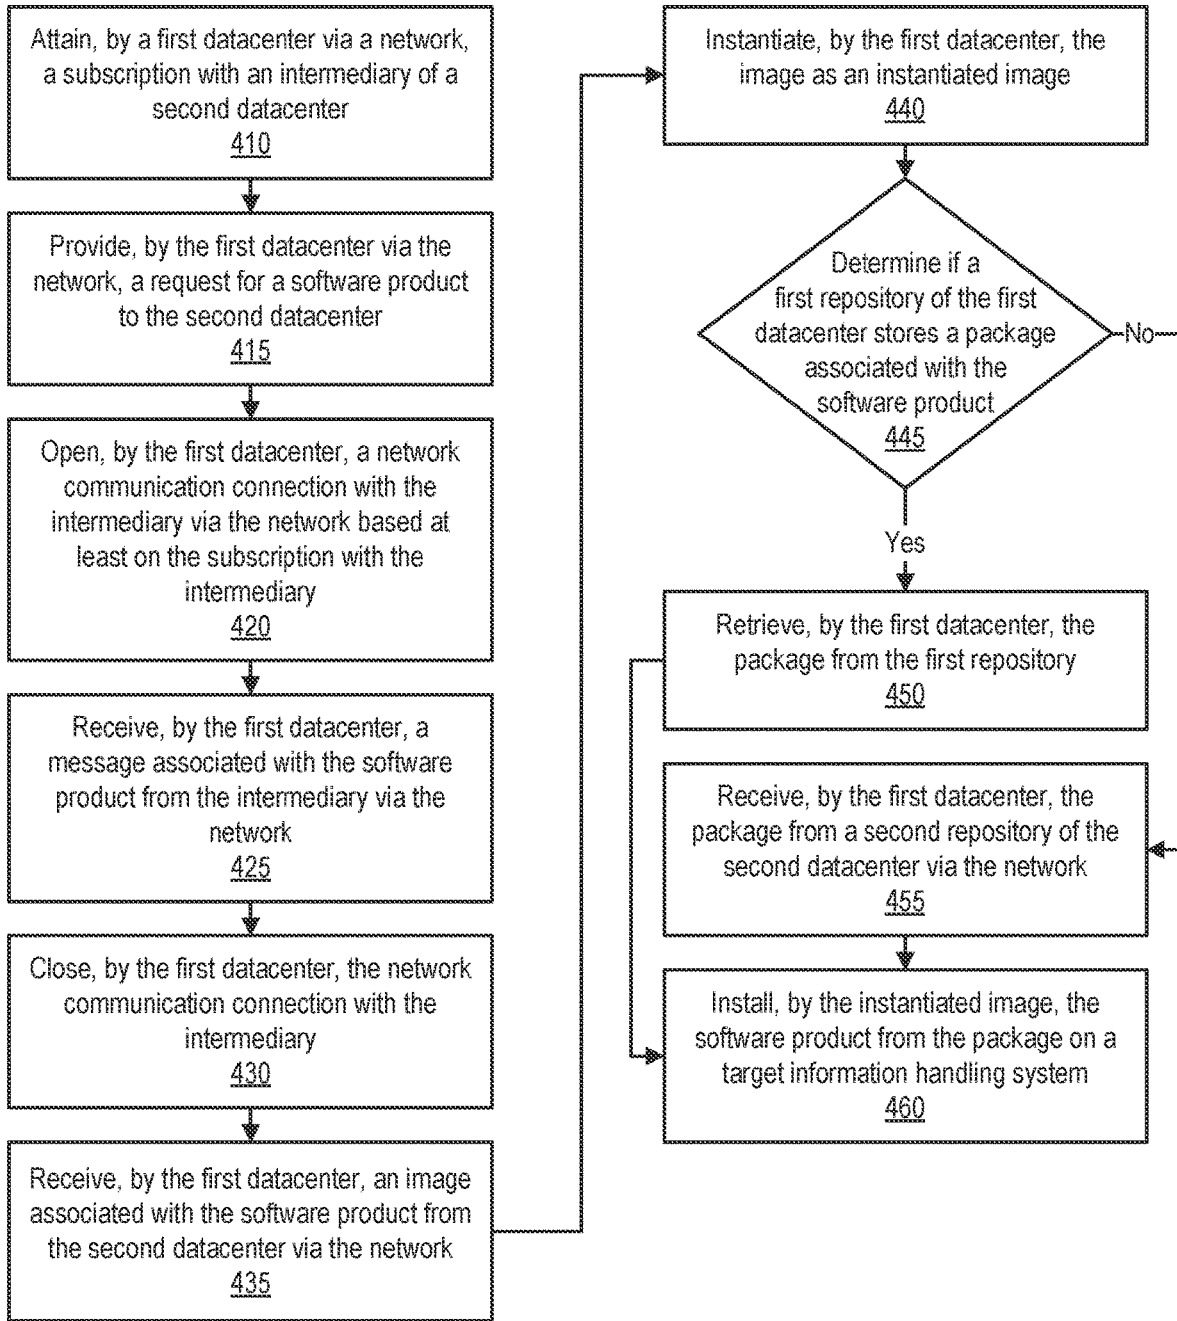 Attain, by a first datacenter via a network,
a subscription with an intermediary of a
second datacenter
410
Provide, by the first datacenter via the
network, a request for a software product
to the second datacenter
415
Open, by the first datacenter, a network
communication connection with the
intermediary via the network based at
least on the subscription with the
intermediary
420
Receive, by the first datacenter, a
message associated with the software
product from the intermediary via the
network
425
Close, by the first datacenter, the network
communication connection with the
intermediary
430
Receive, by the first datacenter, an image
associated with the software product from
the second datacenter via the network
435
Instantiate, by the first datacenter, the
image as an instantiated image
440
Determine if a
first repository of the first
datacenter stores a package
associated with the
software product
445
No
Yes
Retrieve, by the first datacenter, the
package from the first repository
450
Receive, by the first datacenter, the
package from a second repository of the
second datacenter via the network
455
Install, by the instantiated image, the
software product from the package on a
target information handling system
460